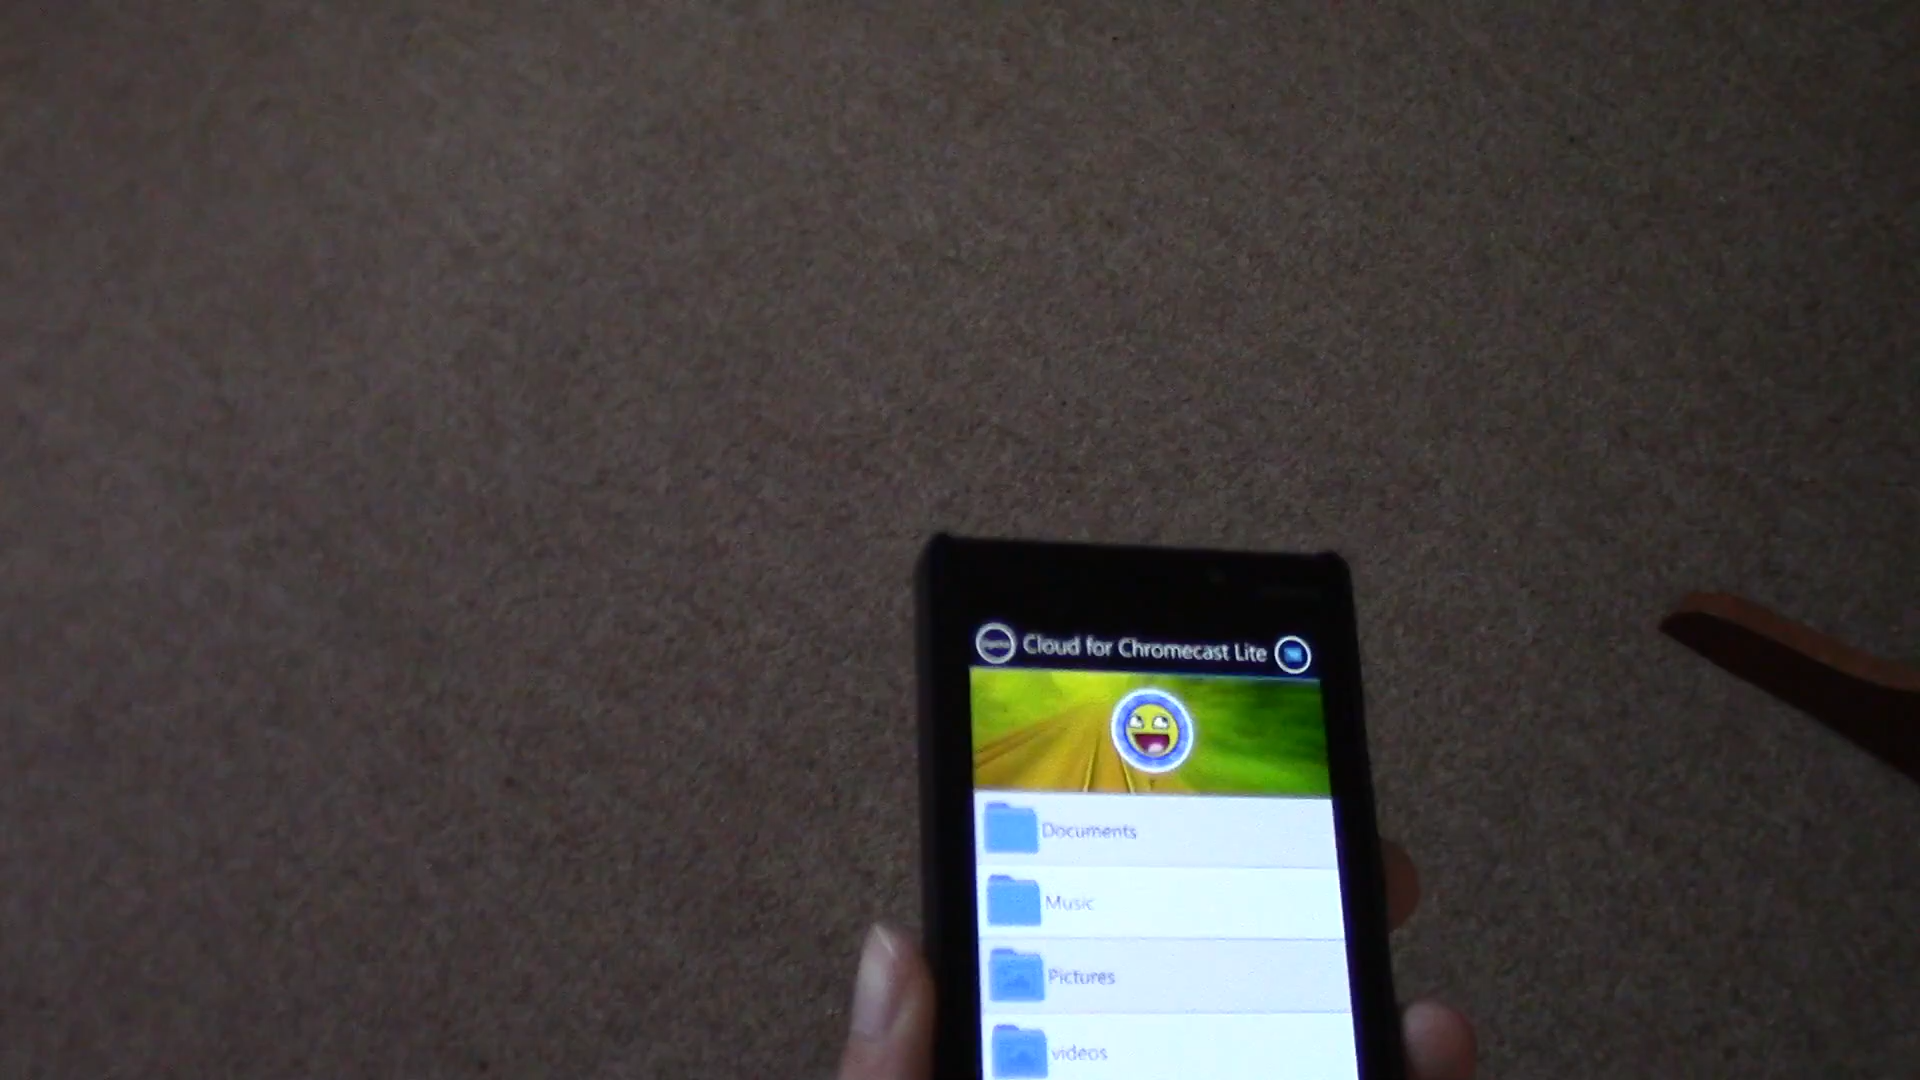 Cloud for Chromecast Lite
Documents
Music
Pictures
videos